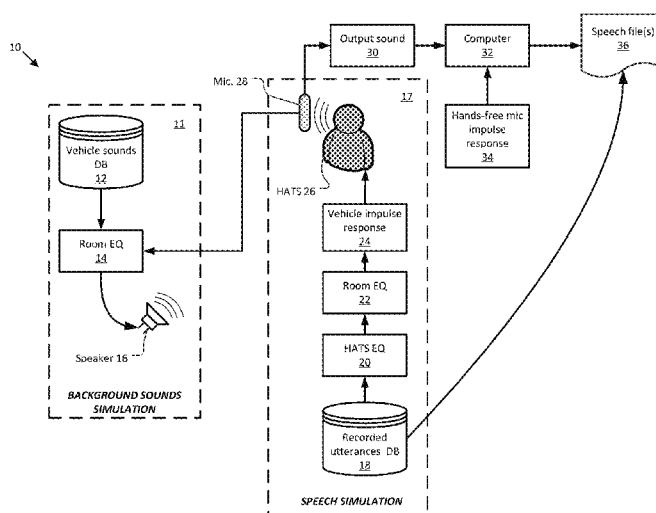 10
Output sound
30
Computer
32
Speech file(s)
36
Mic. 28
17
11
Vehicle sounds
DB
12
Hands-free mic
impulse
response
34
HATS 26
Vehicle impulse
response
24
Room EQ
14
Room EQ
22
Speaker 16
HATS EQ
20
BACKGROUND SOUNDS
SIMULATION
Recorded
utterances DB
18
SPEECH SIMULATION